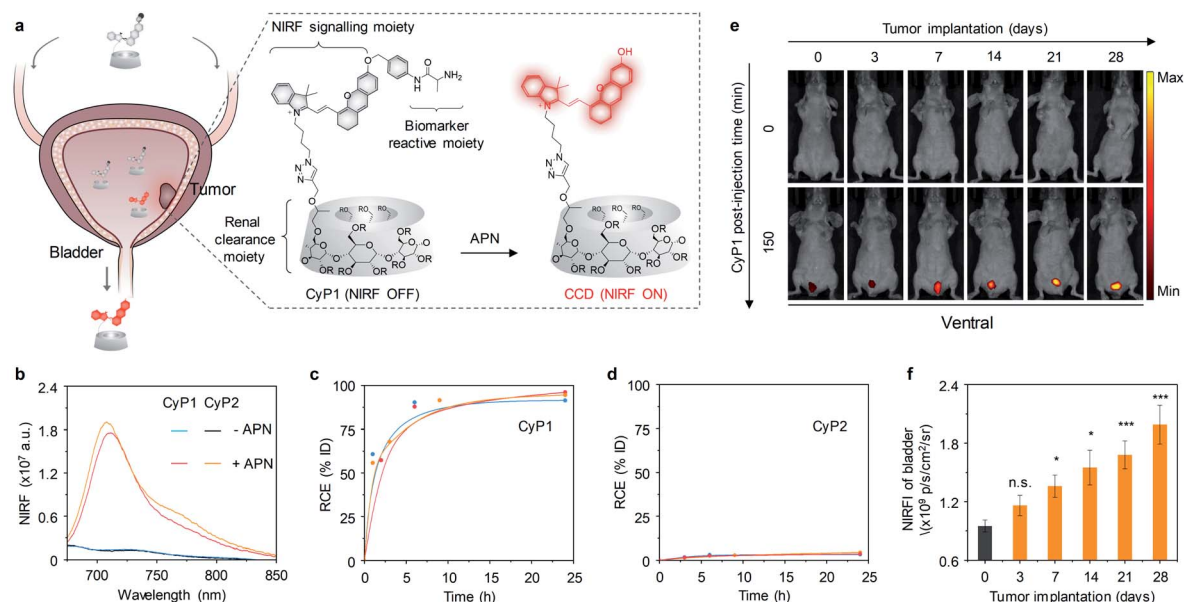 a
NIRF signalling moiety
OH
O
O
NH2
N
H
O
N
+
N
+
Biomarker
reactive moiety
N
N
N
N
N
N
Tumor
Renal
clearance
moiety
Bladder
O
O
RO
OR
APN
CyP1 (NIRF OFF)
CCD (NIRF ON)
e
Tumor implantation (days)
0 3 7 14 21 28
CyP1 post-injection time (min)
0
150
Max
Min
Ventral
b
NIRF (x10⁷ a.u.)
2.4
1.8
1.2
0.6
0
CyP1 CyP2
- APN
+ APN
700 750 800 850
Wavelength (nm)
c
RCE (% ID)
100
75
50
25
0
CyP1
0 5 10 15 20 25
Time (h)
d
RCE (% ID)
100
75
50
25
0
CyP2
0 5 10 15 20 25
Time (h)
f
NIRFI of bladder
\(x10⁹ p/s/cm²/sr)
2.4
1.8
1.2
0.6
n.s.
*
*
***
***
0 3 7 14 21 28
Tumor implantation (days)